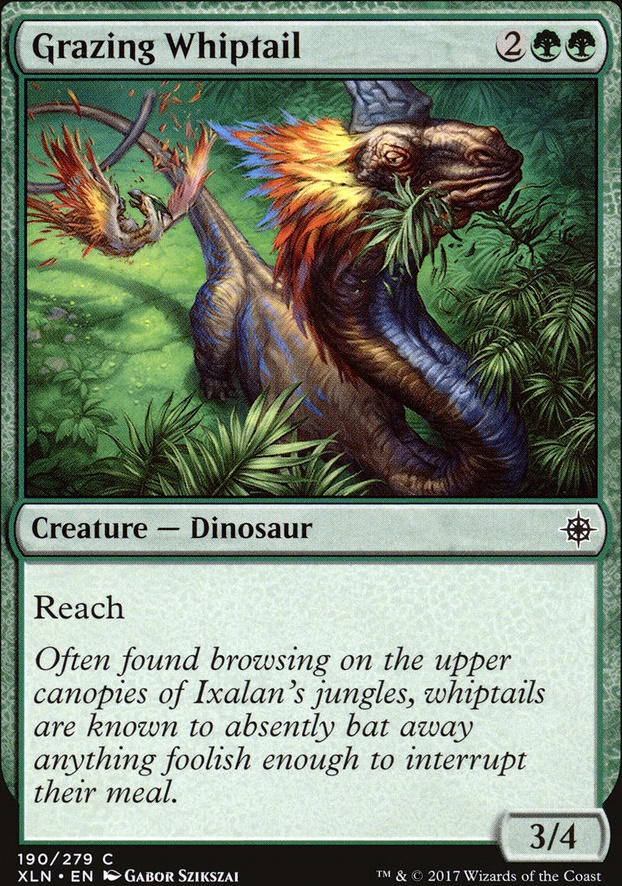 Grazing Whiptail 2
Creature — Dinosaur
Reach
Often found browsing on the upper
canopies of Ixalan's jungles, whiptails
are known to absently bat away
anything foolish enough to interrupt
their meal.
3/4
190/279 C
XLN • EN Gabor Szikszai
™ & © 2017 Wizards of the Coast